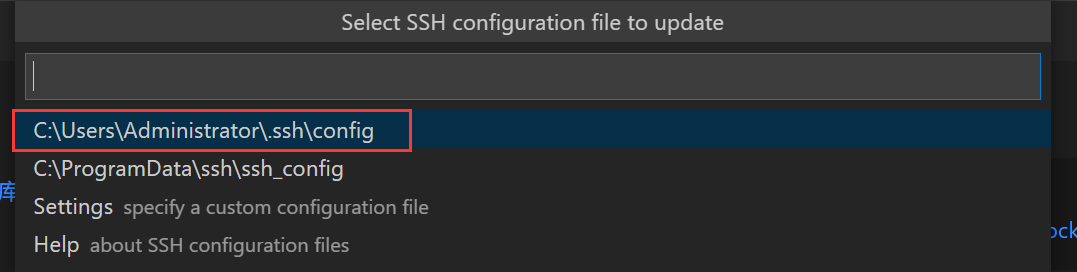 Select SSH configuration file to update
C:\Users\Administrator\.ssh\config
C:\ProgramData\ssh\ssh_config
库
Settings specify a custom configuration file
ock
Help about SSH configuration files